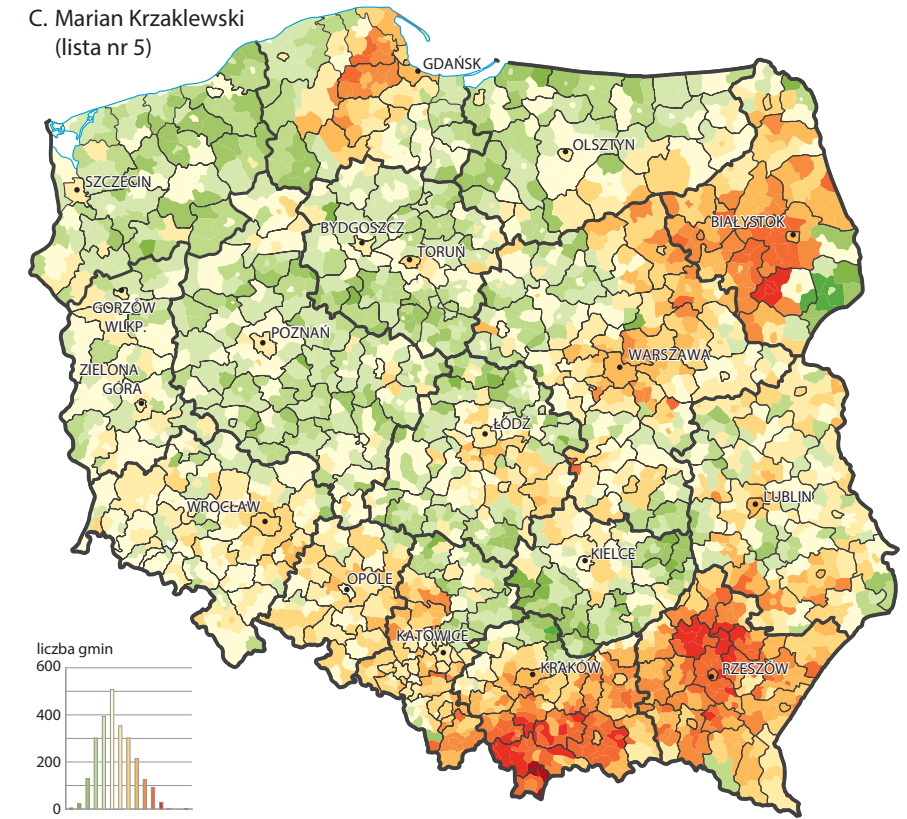 C. Marian Krzaklewski
(lista nr 5)
GDAŃSK
OLSZTYN
SZCZECIN
BIAŁYSTOK
BYDGOSZCZ
TORUŃ
GORZÓW
WLKP.
POZNAŃ
WARSZAWA
ZIELONA
GÓRA
ŁÓDŹ
WROCŁAW
LUBLIN
KIELCE
OPOLE
KATOWICE
KRAKÓW
RZESZÓW
liczba gmin
600
400
200
0